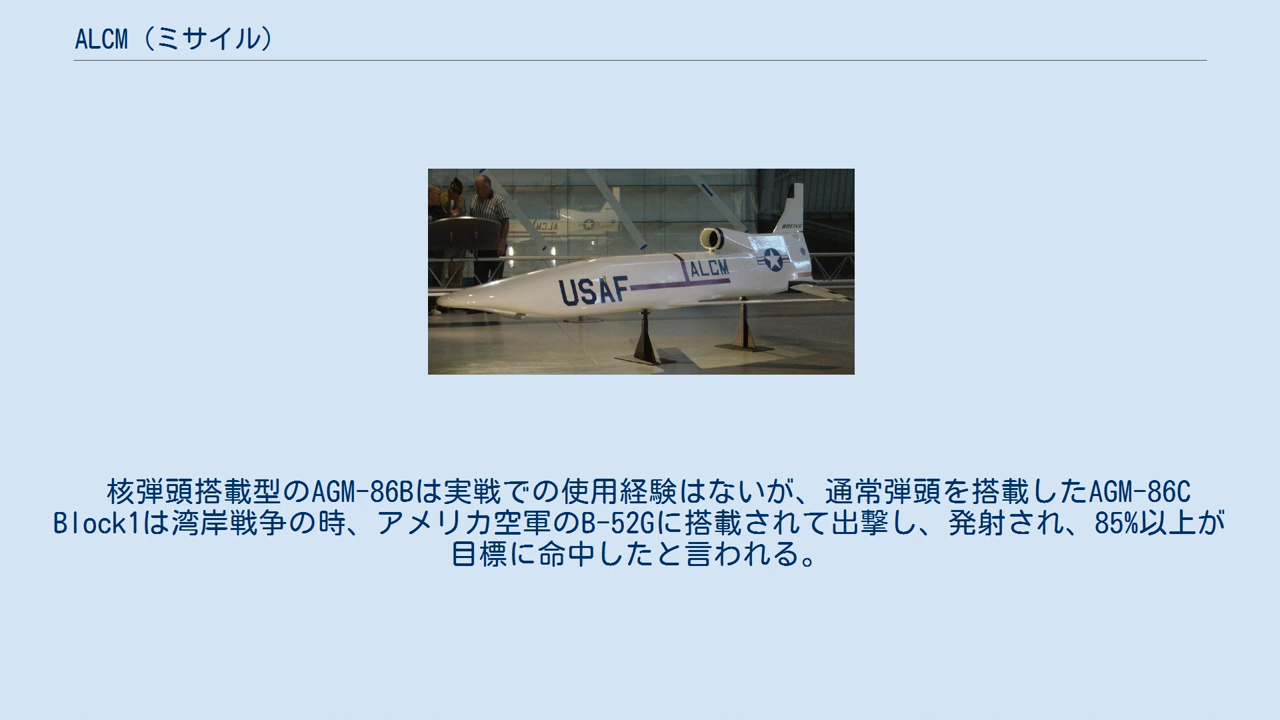 ALCM（ミサイル）
BOEING
ALCM
USAF
核弾頭搭載型のAGM-86Bは実戦での使用経験はないが、通常弾頭を搭載したAGM-86C
Block1は湾岸戦争の時、アメリカ空軍のB-52Gに搭載されて出撃し、発射され、85%以上が
目標に命中したと言われる。